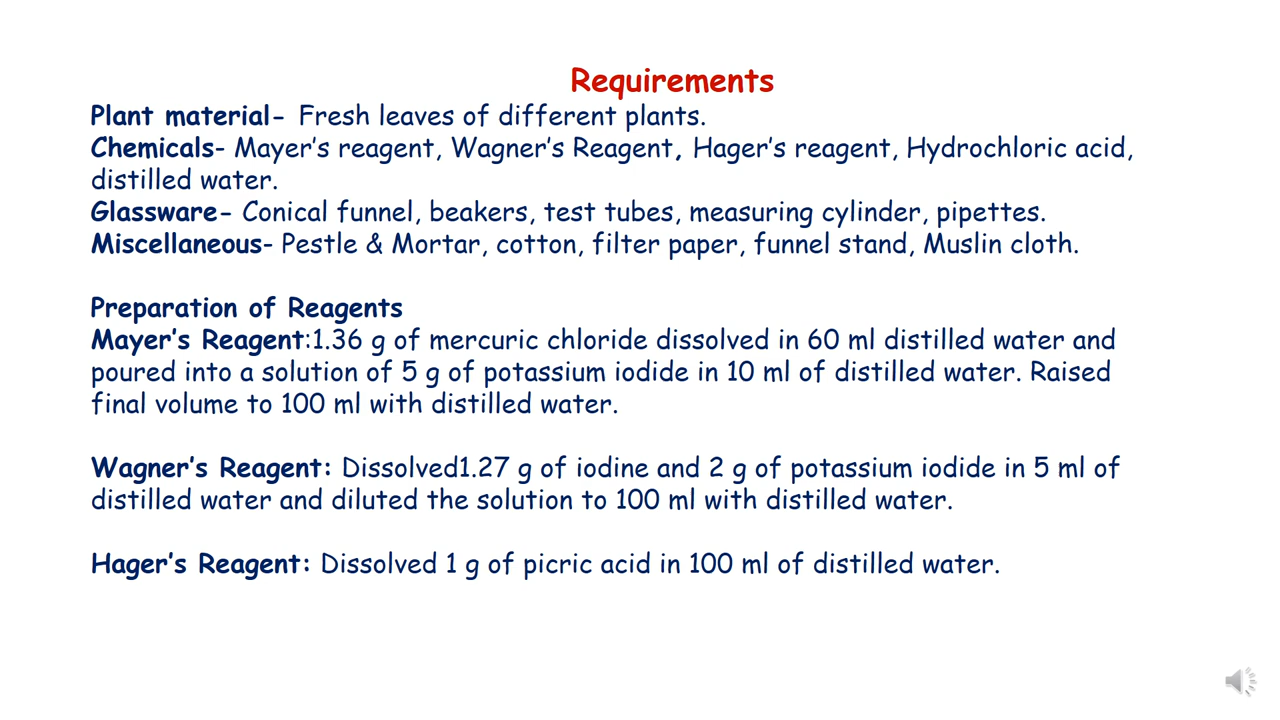 Requirements
Plant material- Fresh leaves of different plants.
Chemicals- Mayer’s reagent, Wagner’s Reagent, Hager’s reagent, Hydrochloric acid,
distilled water.
Glassware- Conical funnel, beakers, test tubes, measuring cylinder, pipettes.
Miscellaneous- Pestle & Mortar, cotton, filter paper, funnel stand, Muslin cloth.
Preparation of Reagents
Mayer’s Reagent:1.36 g of mercuric chloride dissolved in 60 ml distilled water and
poured into a solution of 5 g of potassium iodide in 10 ml of distilled water. Raised
final volume to 100 ml with distilled water.
Wagner’s Reagent: Dissolved1.27 g of iodine and 2 g of potassium iodide in 5 ml of
distilled water and diluted the solution to 100 ml with distilled water.
Hager’s Reagent: Dissolved 1 g of picric acid in 100 ml of distilled water.